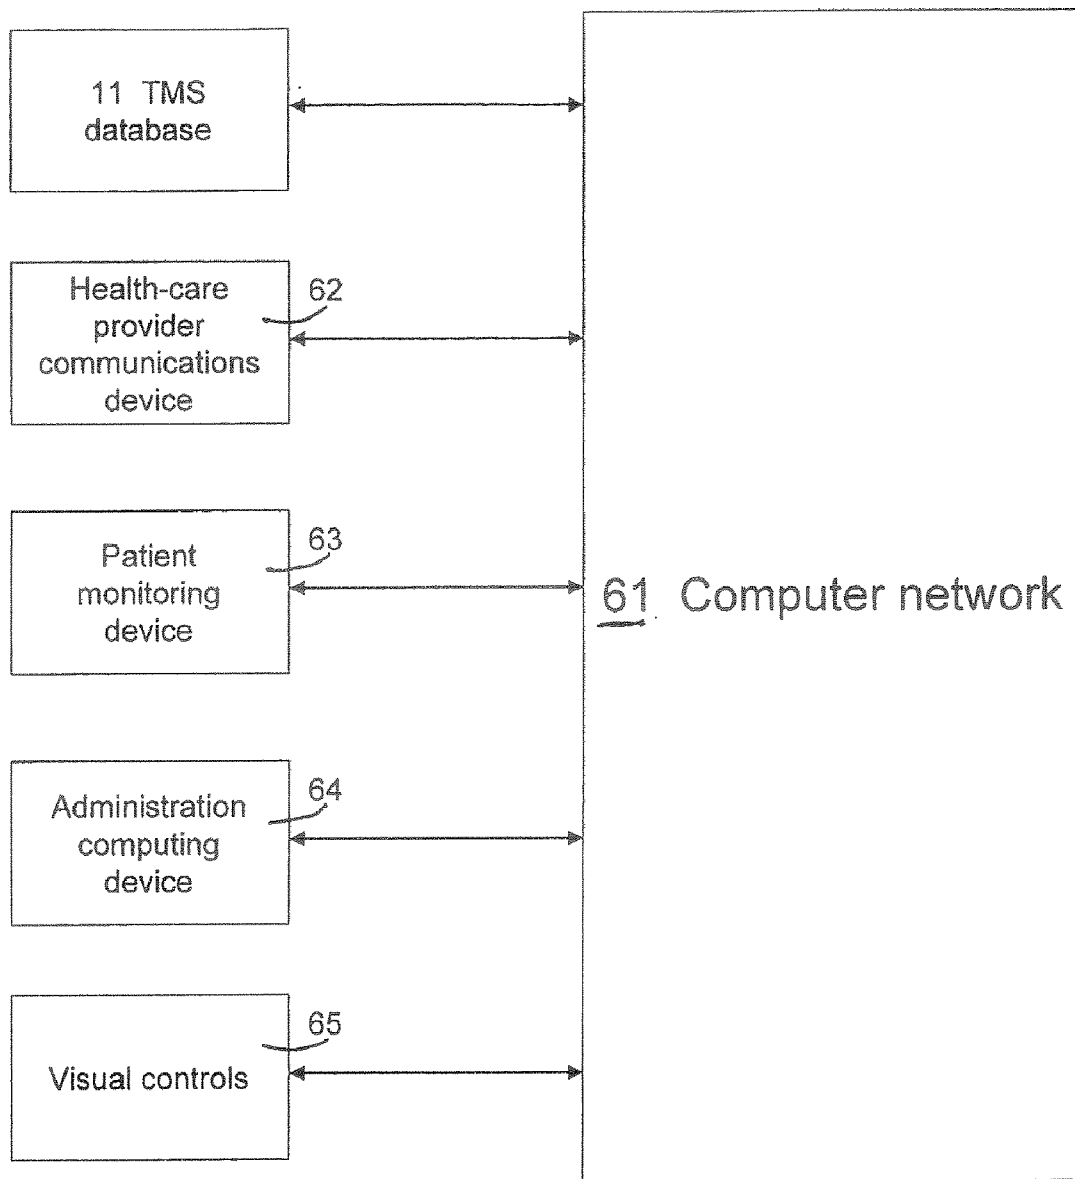 11 TMS
database
Health-care
provider
communications
device
62
Patient
monitoring
device
63
61 Computer network
Administration
computing
device
64
Visual controls
65